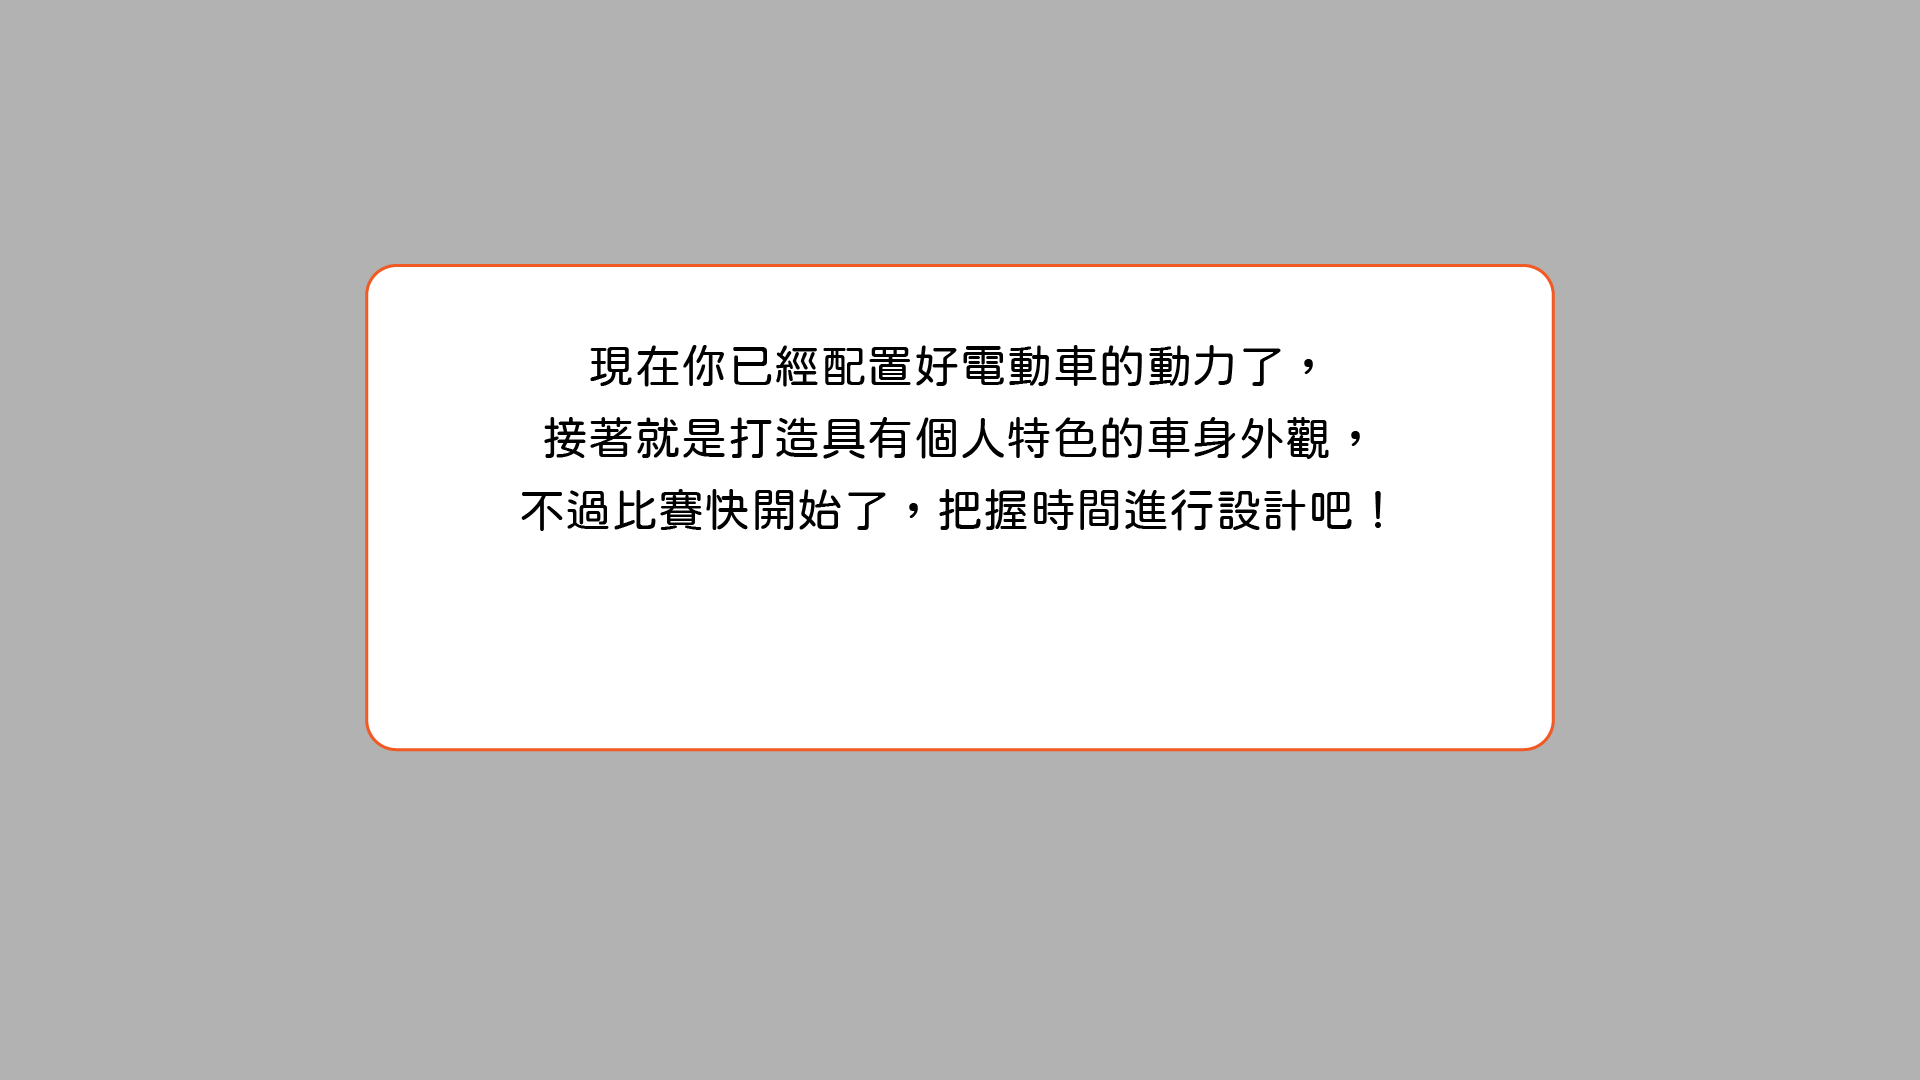 現在你已經配置好電動車的動力了，
接著就是打造具有個人特色的車身外觀，
不過比賽快開始了，把握時間進行設計吧！